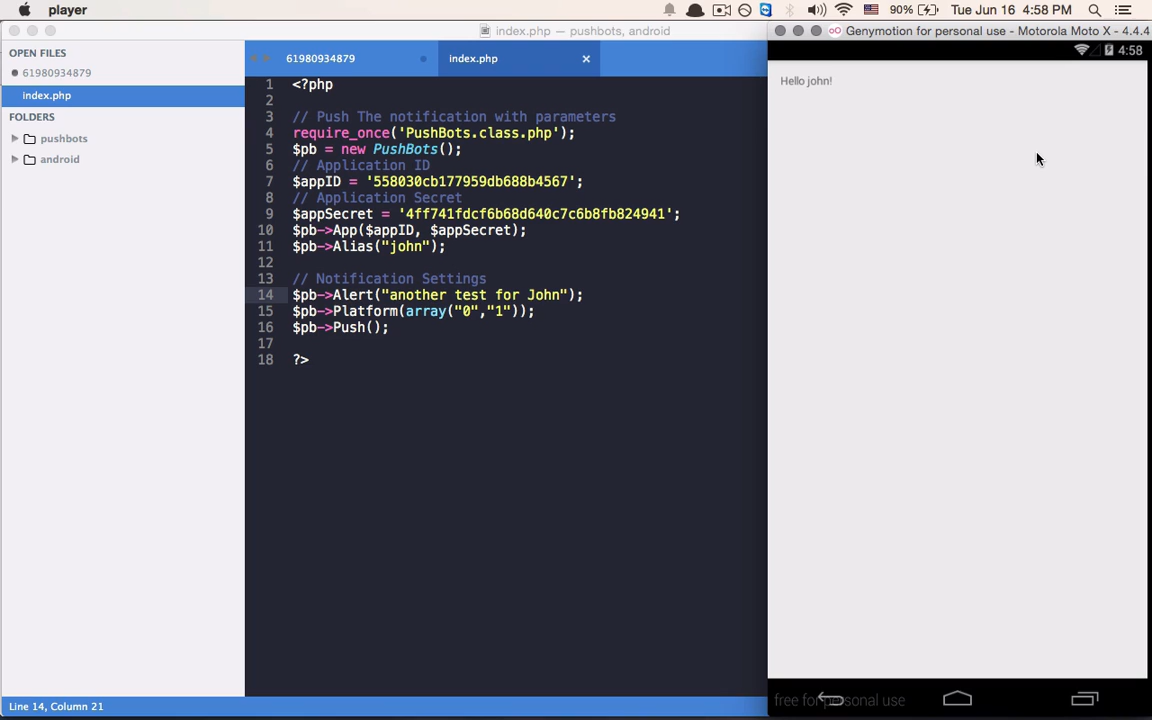 player
90%
Tue Jun 16 4:58 PM
index.php — pushbots, android
OPEN FILES
61980934879
index.php
FOLDERS
pushbots
android
61980934879
index.php
1 <?php
2
3 // Push The notification with parameters
4 require_once('PushBots.class.php');
5 $pb = new PushBots();
6 // Application ID
7 $appID = '558030cb177959db688b4567';
8 // Application Secret
9 $appSecret = '4ff741fdcf6b68d640c7c6b8fb824941';
10 $pb->App($appID, $appSecret);
11 $pb->Alias("john");
12
13 // Notification Settings
14 $pb->Alert("another test for John");
15 $pb->Platform(array("0","1"));
16 $pb->Push();
17
18 ?>
Line 14, Column 21
Genymotion for personal use - Motorola Moto X - 4.4.4
4:58
Hello john!
free for personal use